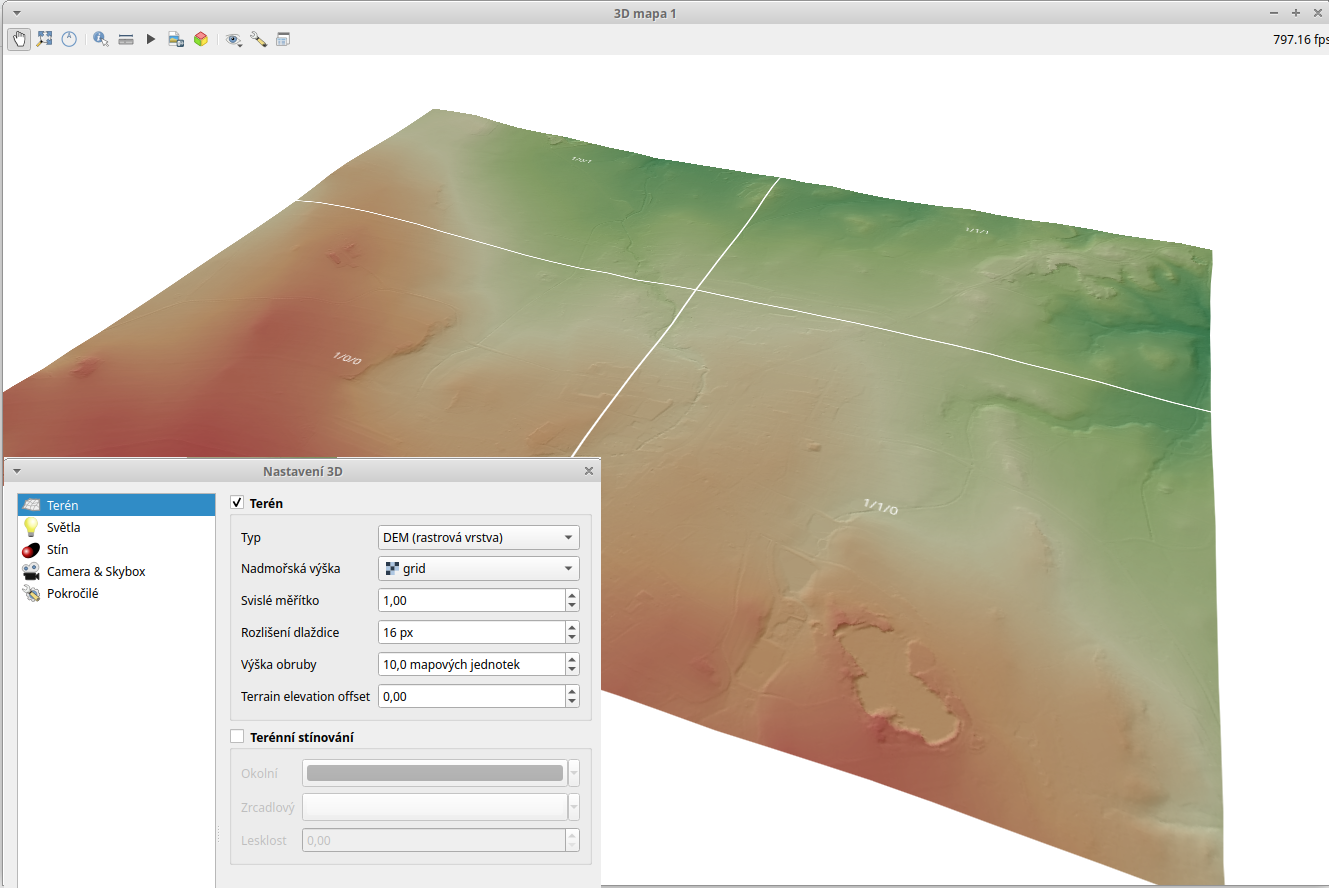 3D mapa 1
797.16 fps
1/0/1
1/1/1
1/0/0
1/1/0
Nastavení 3D
Terén
Světla
Stín
Camera & Skybox
Pokročilé
Terén
Typ DEM (rastrová vrstva)
Nadmořská výška grid
Svislé měřítko 1,00
Rozlišení dlaždice 16 px
Výška obruby 10,0 mapových jednotek
Terrain elevation offset 0,00
Terénní stínování
Okolní
Zrcadlový
Lesklost 0,00